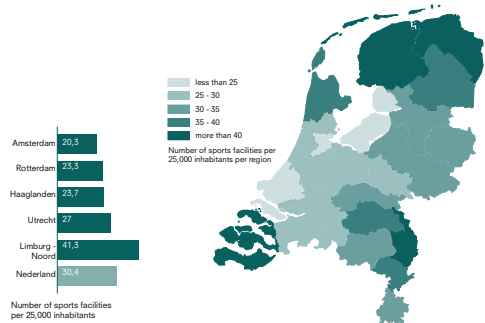 less than 25
25 - 30
30 - 35
35 - 40
more than 40
Number of sports facilities per
25,000 inhabitants per region
Amsterdam 20,3
Rotterdam 23,3
Haaglanden 23,7
Utrecht 27
Limburg -
Noord 41,3
Nederland 30,4
Number of sports facilities
per 25,000 inhabitants